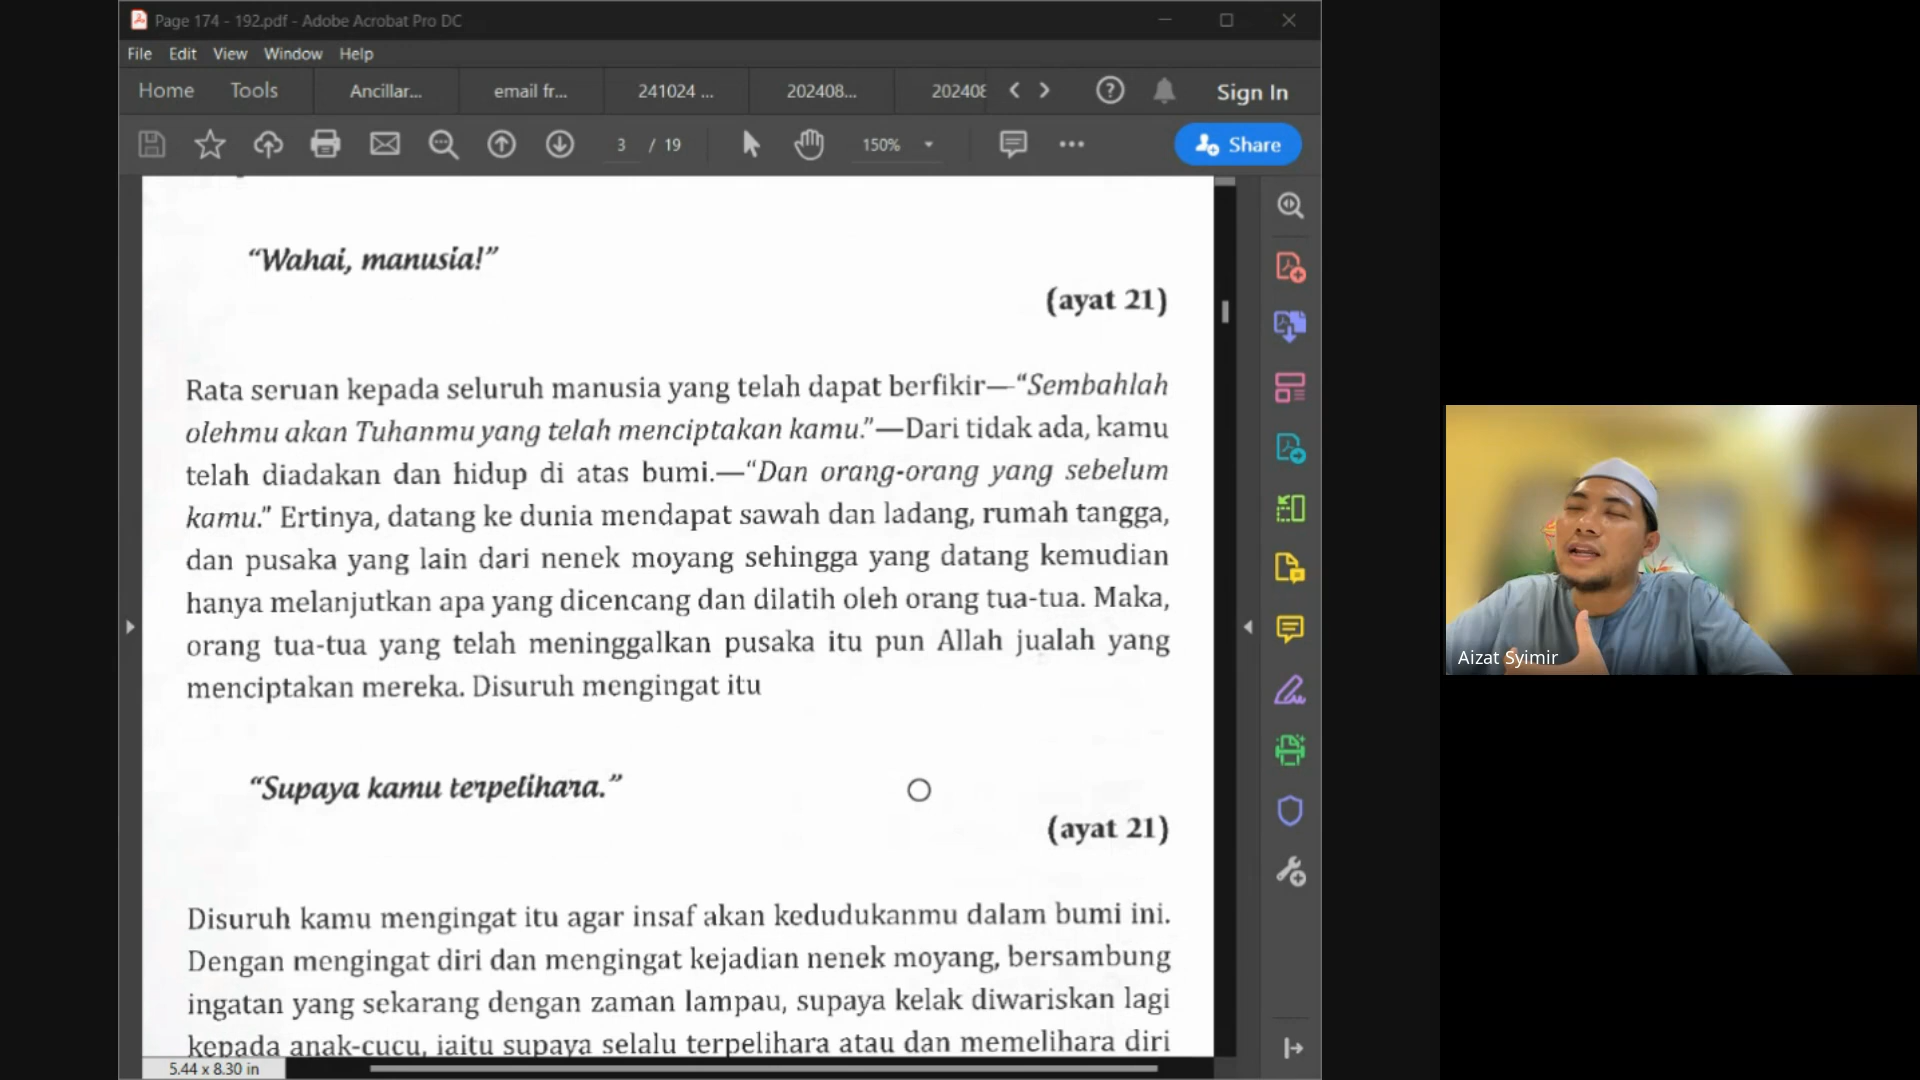 Page 174 - 192.pdf - Adobe Acrobat Pro DC
File Edit View Window Help
Home Tools Ancillar... email fr... 241024 ... 202408... 202408 Sign In
3 / 19 150% Share
“Wahai, manusia!”
(ayat 21)
Rata seruan kepada seluruh manusia yang telah dapat berfikir—“Sembahlah
olehmu akan Tuhanmu yang telah menciptakan kamu.”—Dari tidak ada, kamu
telah diadakan dan hidup di atas bumi.—“Dan orang-orang yang sebelum
kamu.” Ertinya, datang ke dunia mendapat sawah dan ladang, rumah tangga,
dan pusaka yang lain dari nenek moyang sehingga yang datang kemudian
hanya melanjutkan apa yang dicencang dan dilatih oleh orang tua-tua. Maka,
orang tua-tua yang telah meninggalkan pusaka itu pun Allah jualah yang
menciptakan mereka. Disuruh mengingat itu
“Supaya kamu terpelihara.”
(ayat 21)
Disuruh kamu mengingat itu agar insaf akan kedudukanmu dalam bumi ini.
Dengan mengingat diri dan mengingat kejadian nenek moyang, bersambung
ingatan yang sekarang dengan zaman lampau, supaya kelak diwariskan lagi
kepada anak-cucu, iaitu supaya selalu terpelihara atau dan memelihara diri
5.44 x 8.30 in
Aizat Syimir